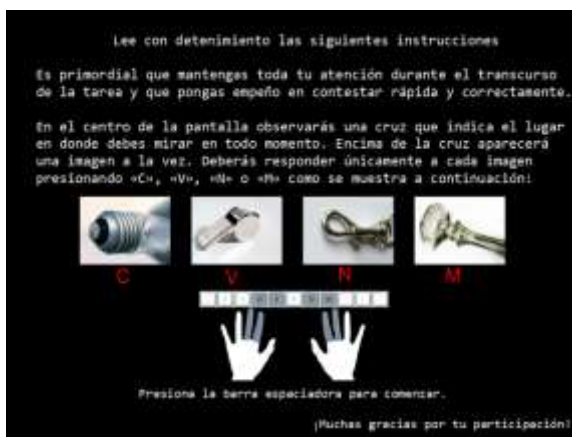 Lee con detenimiento las siguientes instrucciones
Es primordial que mantengas toda tu atención durante el transcurso
de la tarea y que pongas empeño en contestar rápida y correctamente.
En el centro de la pantalla observarás una cruz que indica el lugar
en donde debes mirar en todo momento. Encima de la cruz aparecerá
una imagen a la vez. Deberás responder únicamente a cada imagen
presionando «C», «V», «N» o «M» como se muestra a continuación:
C V N M
Presiona la barra espaciadora para comenzar.
¡Muchas gracias por tu participación!